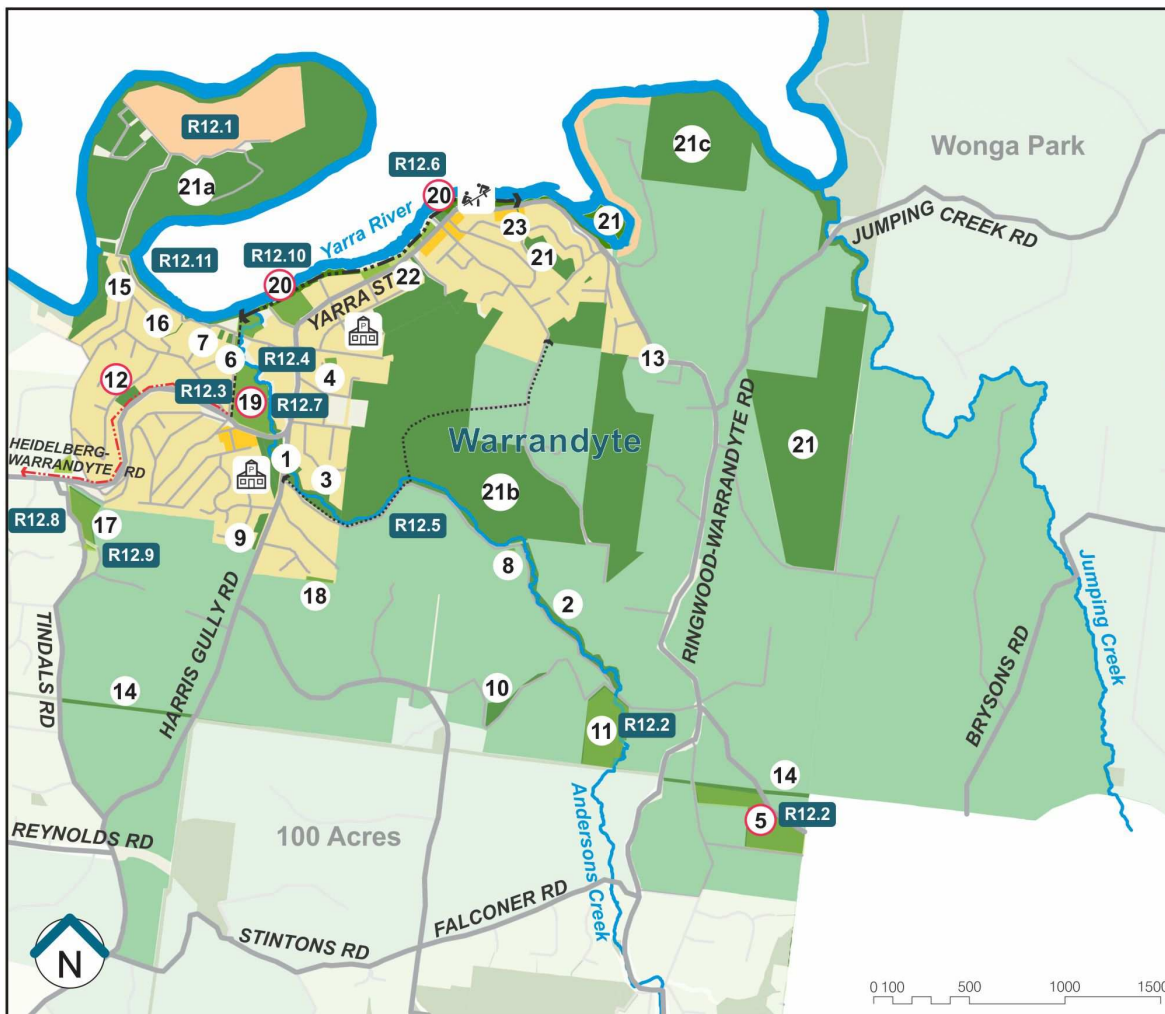 R12.1
21a
R12.6
20
21c
Wonga Park
Yarra River
23
21
JUMPING CREEK RD
R12.10
20
R12.11
15
21
YARRA ST
22
16
7
6
R12.4
P
4
13
12
R12.3
19
R12.7
RINGWOOD-WARRANDYTE RD
21
HEIDELBERG-
WARRANDYTE RD
Warrandyte
P
1
3
21b
R12.5
R12.8
17
R12.9
9
8
18
2
Jumping Creek
TINDALS RD
HARRIS GULLY RD
BRYSONS RD
14
10
11
R12.2
14
5
R12.2
REYNOLDS RD
100 Acres
Andersons Creek
FALCONER RD
STINTONS RD
N
0 100 500 1000 1500